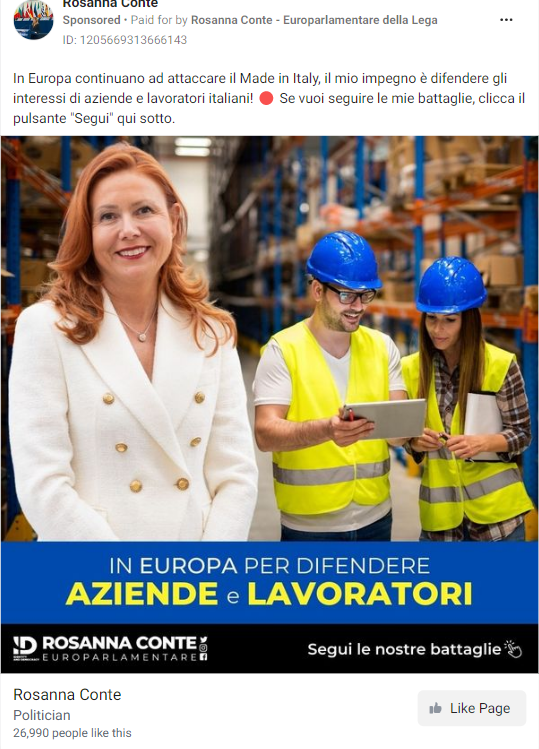 Rosanna Conte
Sponsored • Paid for by Rosanna Conte - Europarlamentare della Lega
ID: 1205669313666143
In Europa continuano ad attaccare il Made in Italy, il mio impegno è difendere gli
interessi di aziende e lavoratori italiani! 🔴 Se vuoi seguire le mie battaglie, clicca il
pulsante "Segui" qui sotto.
IN EUROPA PER DIFENDERE
AZIENDE e LAVORATORI
ID ROSANNA CONTE
EUROPARLAMENTARE
Segui le nostre battaglie
Rosanna Conte
Politician
26,990 people like this
Like Page